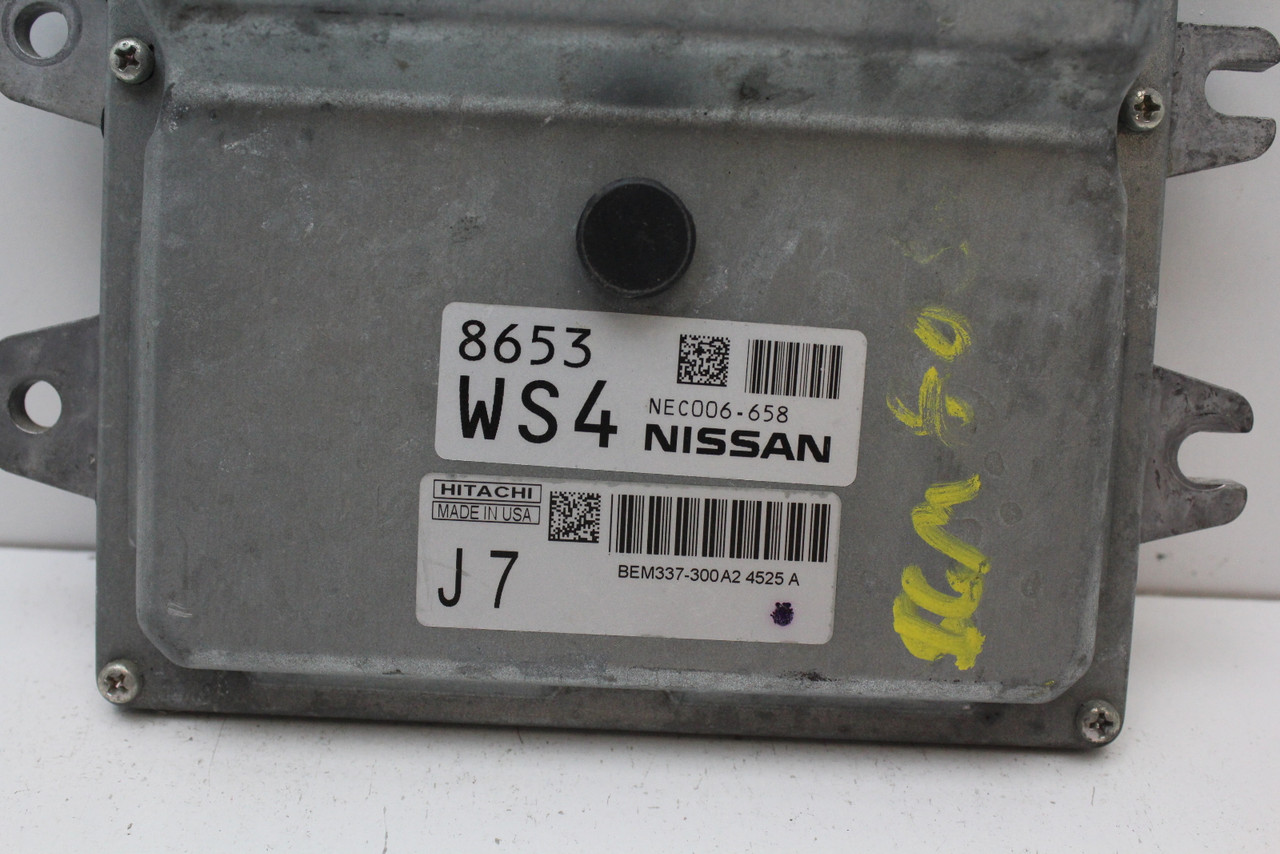 8653
WS4
NEC006-658
NISSAN
HITACHI
MADE IN USA
J7
BEM337-300A2 4525 A